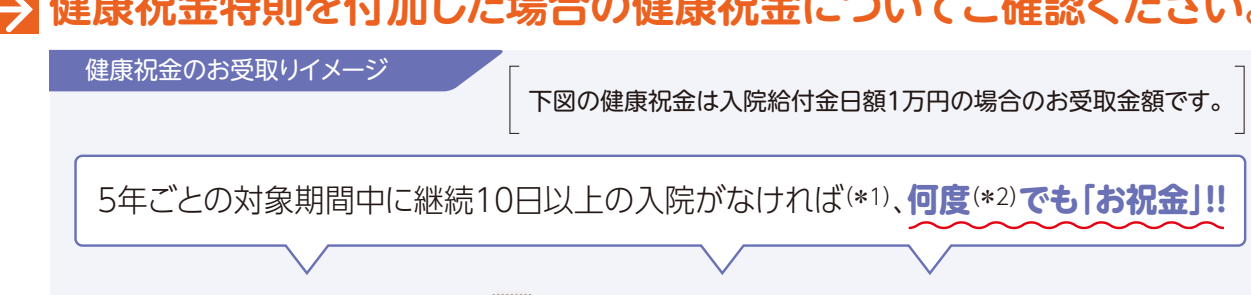 健康祝金特則を付加した場合の健康祝金についてご確認ください。
健康祝金のお受取りイメージ
下図の健康祝金は入院給付金日額1万円の場合のお受取金額です。
5年ごとの対象期間中に継続10日以上の入院がなければ(*1)、何度(*2)でも「お祝金」!!